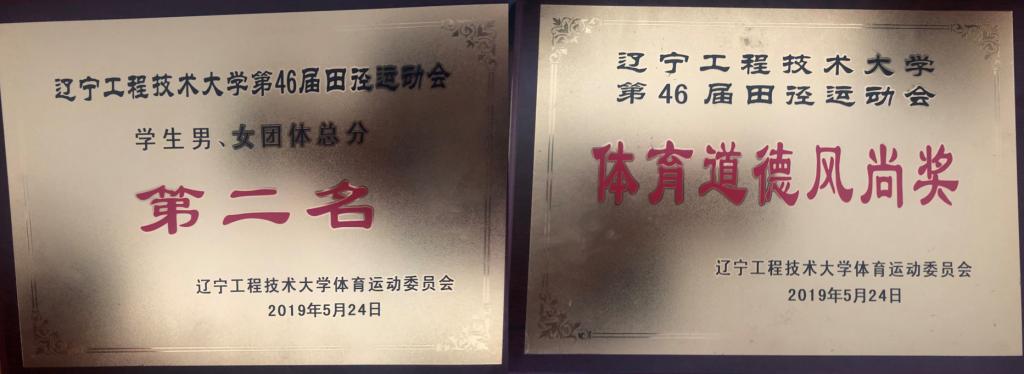 辽宁工程技术大学第46届田径运动会
学生男、女团体总分
第二名
辽宁工程技术大学体育运动委员会
2019年5月24日
辽宁工程技术大学
第46届田径运动会
体育道德风尚奖
辽宁工程技术大学体育运动委员会
2019年5月24日